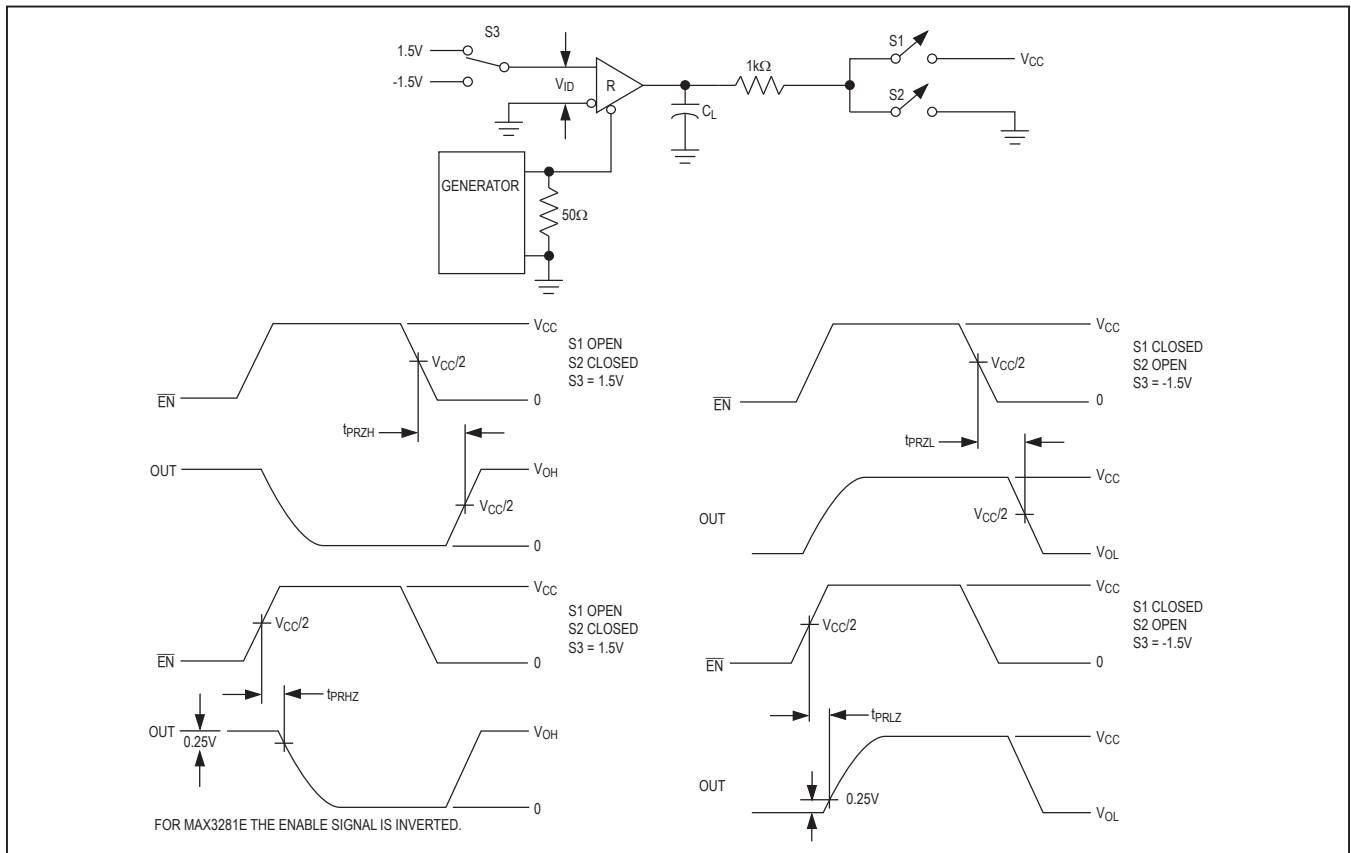 S3
1.5V
-1.5V
VID
R
1kΩ
CL
S1
S2
VCC
GENERATOR
50Ω
VCC
S1 OPEN
S2 CLOSED
S3 = 1.5V
VCC/2
EN
0
tPRZH
OUT
VOH
VCC/2
0
VCC
S1 CLOSED
S2 OPEN
S3 = -1.5V
VCC/2
EN
0
tPRZL
VCC
VCC/2
OUT
VOL
VCC
S1 OPEN
S2 CLOSED
S3 = 1.5V
VCC/2
EN
0
tPRHZ
OUT
0.25V
VOH
0
VCC
S1 CLOSED
S2 OPEN
S3 = -1.5V
VCC/2
EN
0
tPRLZ
VCC
OUT
0.25V
VOL
FOR MAX3281E THE ENABLE SIGNAL IS INVERTED.